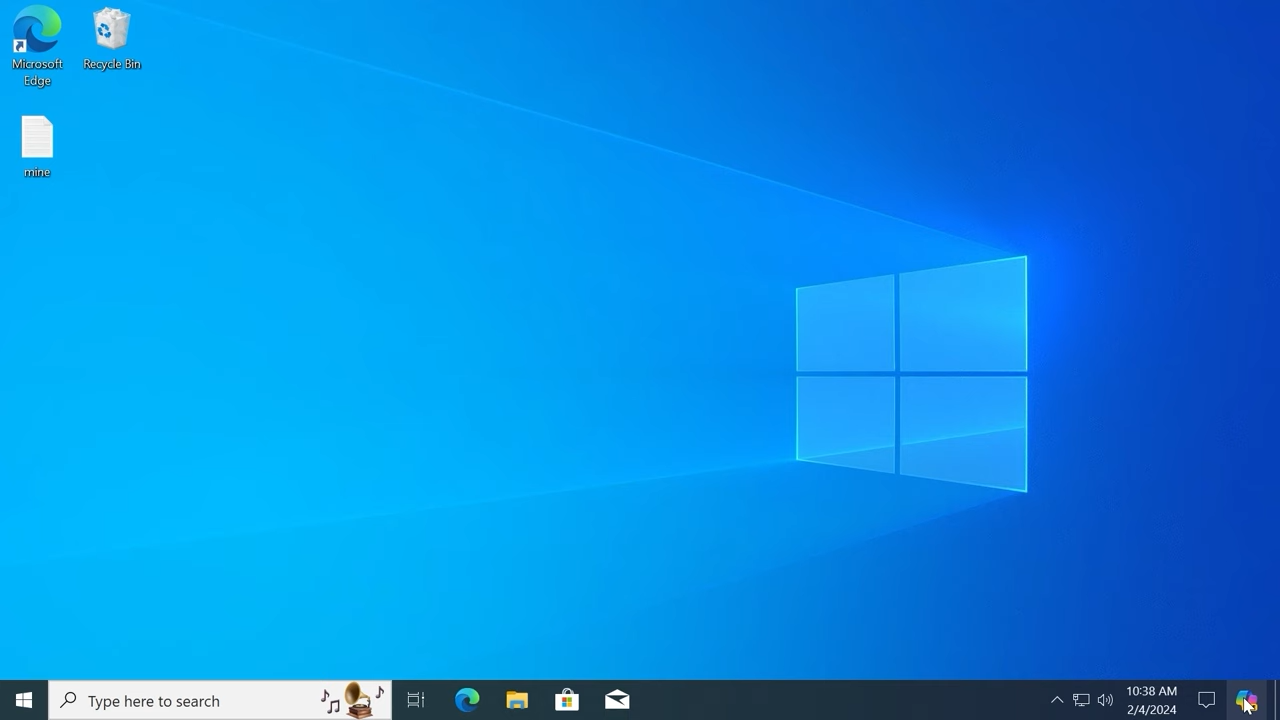 Microsoft
Edge
Recycle Bin
mine
Type here to search
10:38 AM
2/4/2024